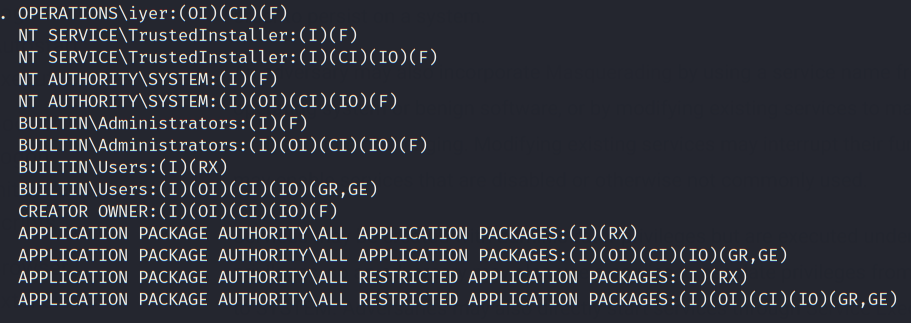 . OPERATIONS\iyer:(OI)(CI)(F)
NT SERVICE\TrustedInstaller:(I)(F)
NT SERVICE\TrustedInstaller:(I)(CI)(IO)(F)
NT AUTHORITY\SYSTEM:(I)(F)
NT AUTHORITY\SYSTEM:(I)(OI)(CI)(IO)(F)
BUILTIN\Administrators:(I)(F)
BUILTIN\Administrators:(I)(OI)(CI)(IO)(F)
BUILTIN\Users:(I)(RX)
BUILTIN\Users:(I)(OI)(CI)(IO)(GR,GE)
CREATOR OWNER:(I)(OI)(CI)(IO)(F)
APPLICATION PACKAGE AUTHORITY\ALL APPLICATION PACKAGES:(I)(RX)
APPLICATION PACKAGE AUTHORITY\ALL APPLICATION PACKAGES:(I)(OI)(CI)(IO)(GR,GE)
APPLICATION PACKAGE AUTHORITY\ALL RESTRICTED APPLICATION PACKAGES:(I)(RX)
APPLICATION PACKAGE AUTHORITY\ALL RESTRICTED APPLICATION PACKAGES:(I)(OI)(CI)(IO)(GR,GE)